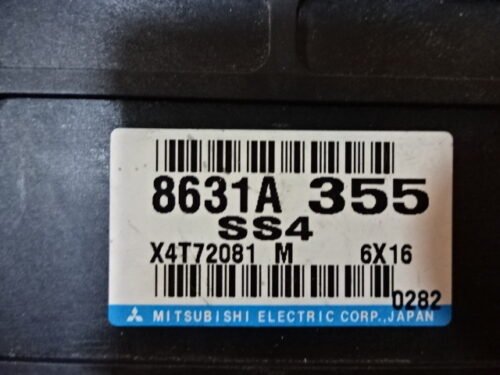 8631A 355
SS4
X4T72081 M 6X16
0282
MITSUBISHI ELECTRIC CORP., JAPAN